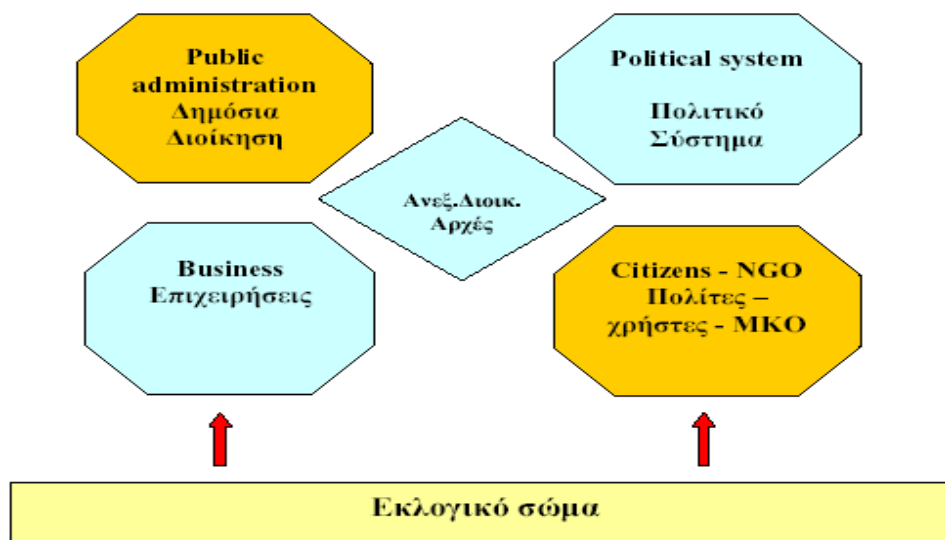 Public
administration
Δημόσια
Διοίκηση
Political system
Πολιτικό
Σύστημα
Ανεξ.Διοικ.
Αρχές
Business
Επιχειρήσεις
Citizens - NGO
Πολίτες –
χρήστες - ΜΚΟ
Εκλογικό σώμα